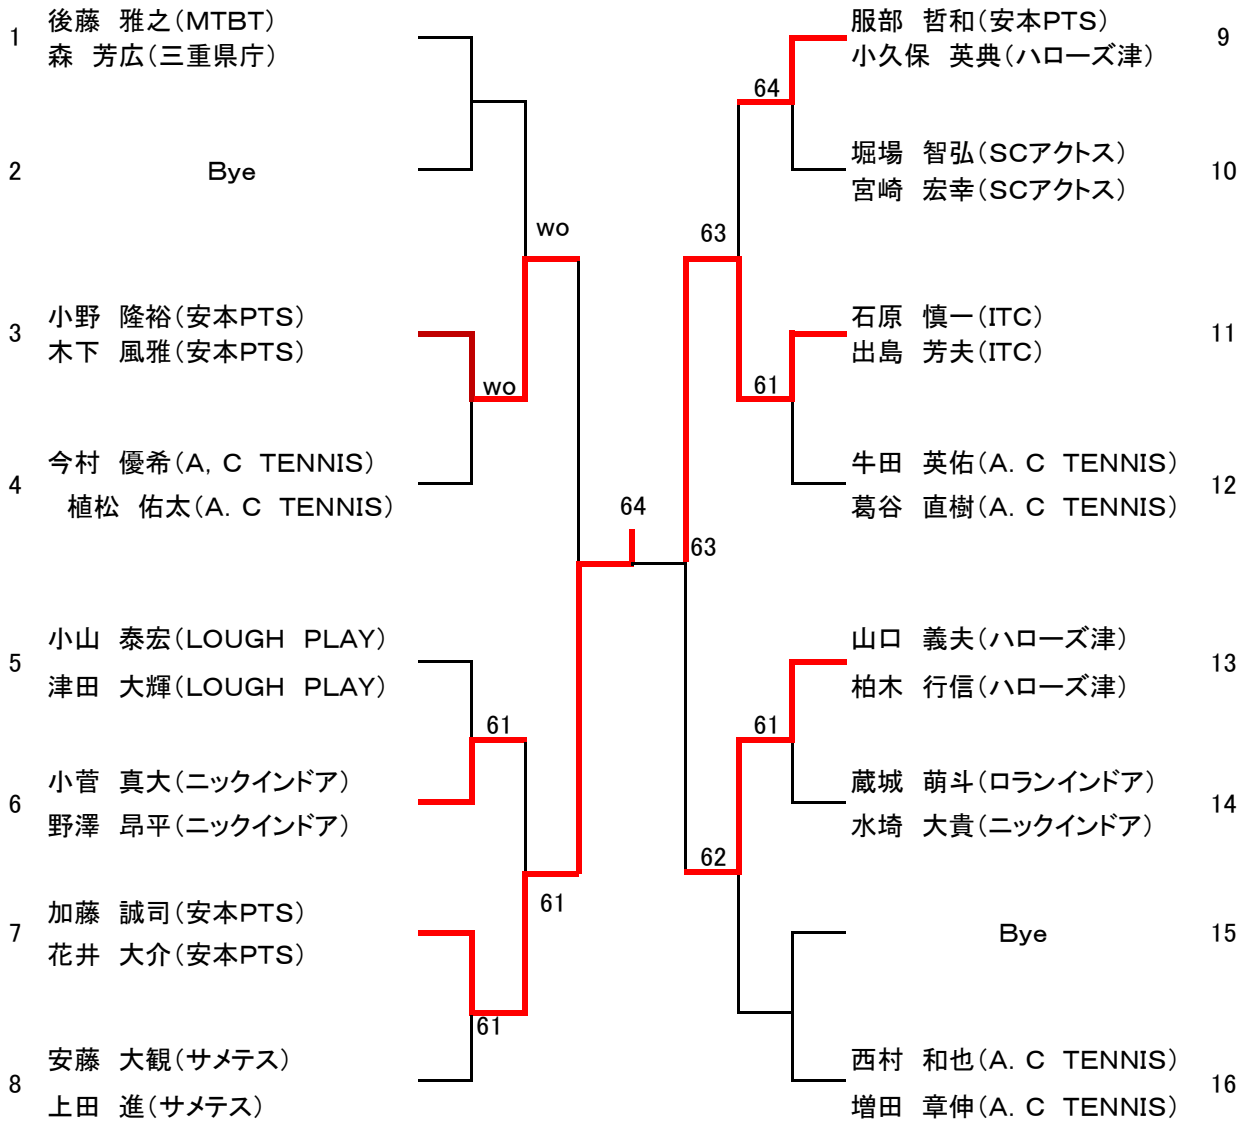 後藤　雅之(MTBT)
1
森　芳広(三重県庁)
2
Bye
wo
小野　隆裕(安本PTS)
3
木下　風雅(安本PTS)
wo
今村　優希(A, C　TENNIS)
4
植松　佑太(A. C　TENNIS)
64
小山　泰宏(LOUGH　PLAY)
5
津田　大輝(LOUGH　PLAY)
61
小菅　真大(ニックインドア)
6
野澤　昂平(ニックインドア)
61
加藤　誠司(安本PTS)
7
花井　大介(安本PTS)
61
安藤　大観(サメテス)
8
上田　進(サメテス)
服部　哲和(安本PTS)
9
小久保　英典(ハローズ津)
64
堀場　智弘(SCアクトス)
10
宮崎　宏幸(SCアクトス)
63
石原　慎一(ITC)
11
出島　芳夫(ITC)
61
牛田　英佑(A. C　TENNIS)
12
葛谷　直樹(A. C　TENNIS)
63
山口　義夫(ハローズ津)
13
柏木　行信(ハローズ津)
61
蔵城　萌斗(ロランインドア)
14
水埼　大貴(ニックインドア)
62
Bye
15
西村　和也(A. C　TENNIS)
16
増田　章伸(A. C　TENNIS)